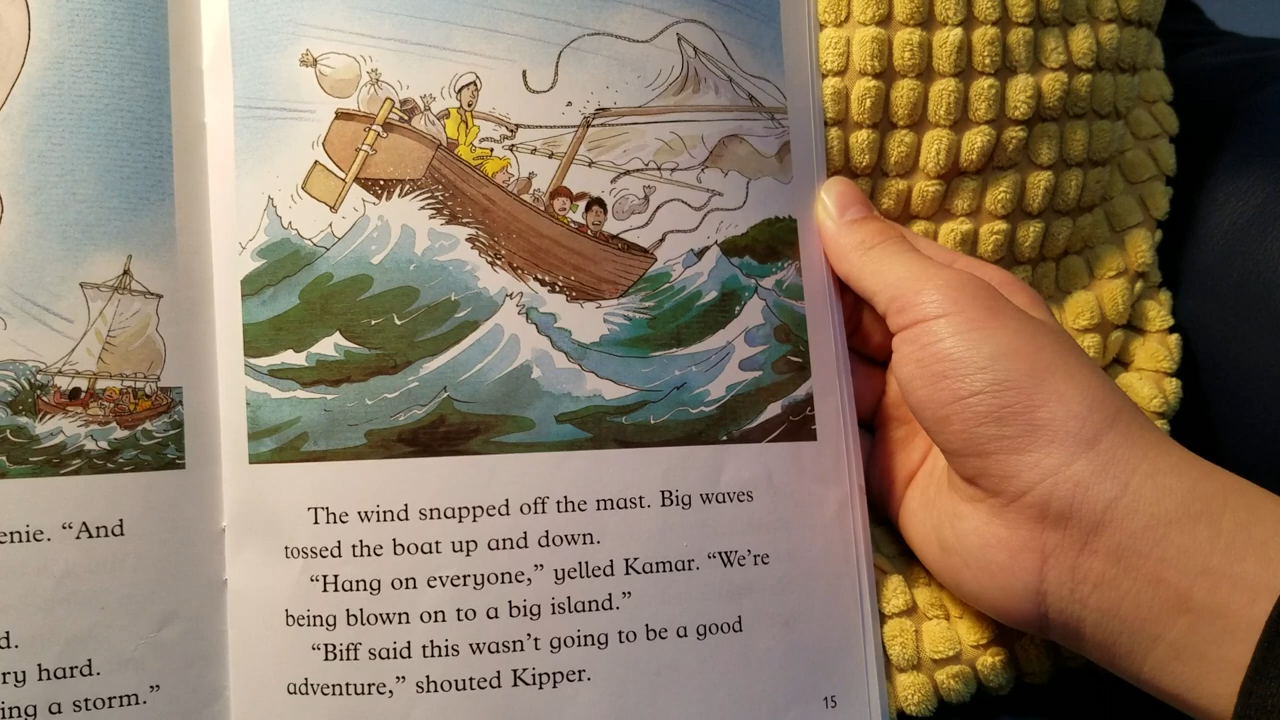 enie. “And
d.
ry hard.
ing a storm.”
The wind snapped off the mast. Big waves
tossed the boat up and down.
“Hang on everyone,” yelled Kamar. “We’re
being blown on to a big island.”
“Biff said this wasn’t going to be a good
adventure,” shouted Kipper.
15